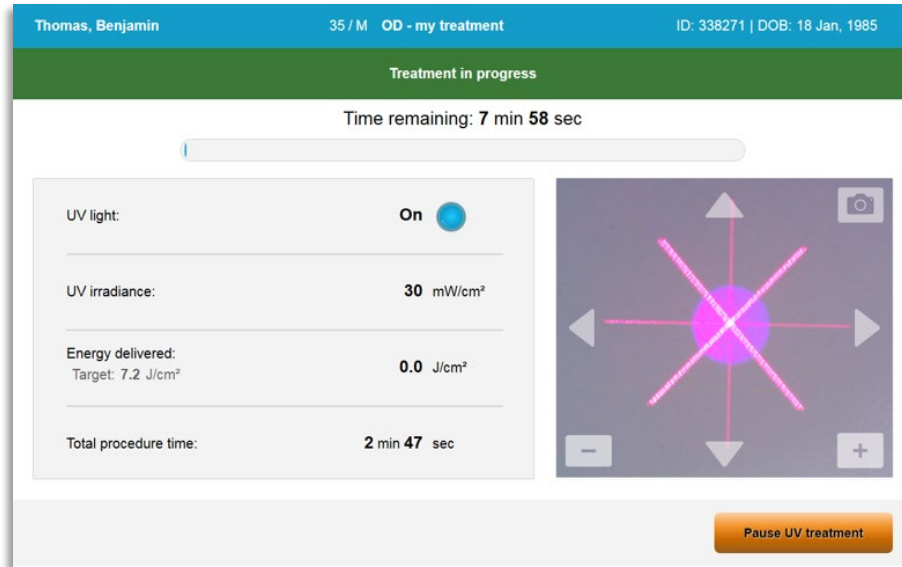 Thomas, Benjamin 35 / M OD - my treatment ID: 338271 | DOB: 18 Jan, 1985
Treatment in progress
Time remaining: 7 min 58 sec
UV light: On
UV irradiance: 30 mW/cm²
Energy delivered:
Target: 7.2 J/cm² 0.0 J/cm²
Total procedure time: 2 min 47 sec
Pause UV treatment